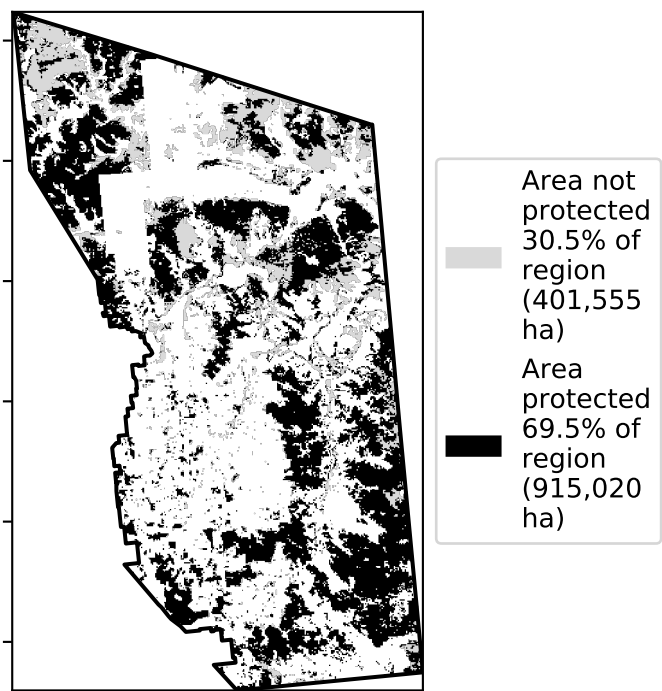 Area not
protected
30.5% of
region
(401,555
ha)
Area
protected
69.5% of
region
(915,020
ha)